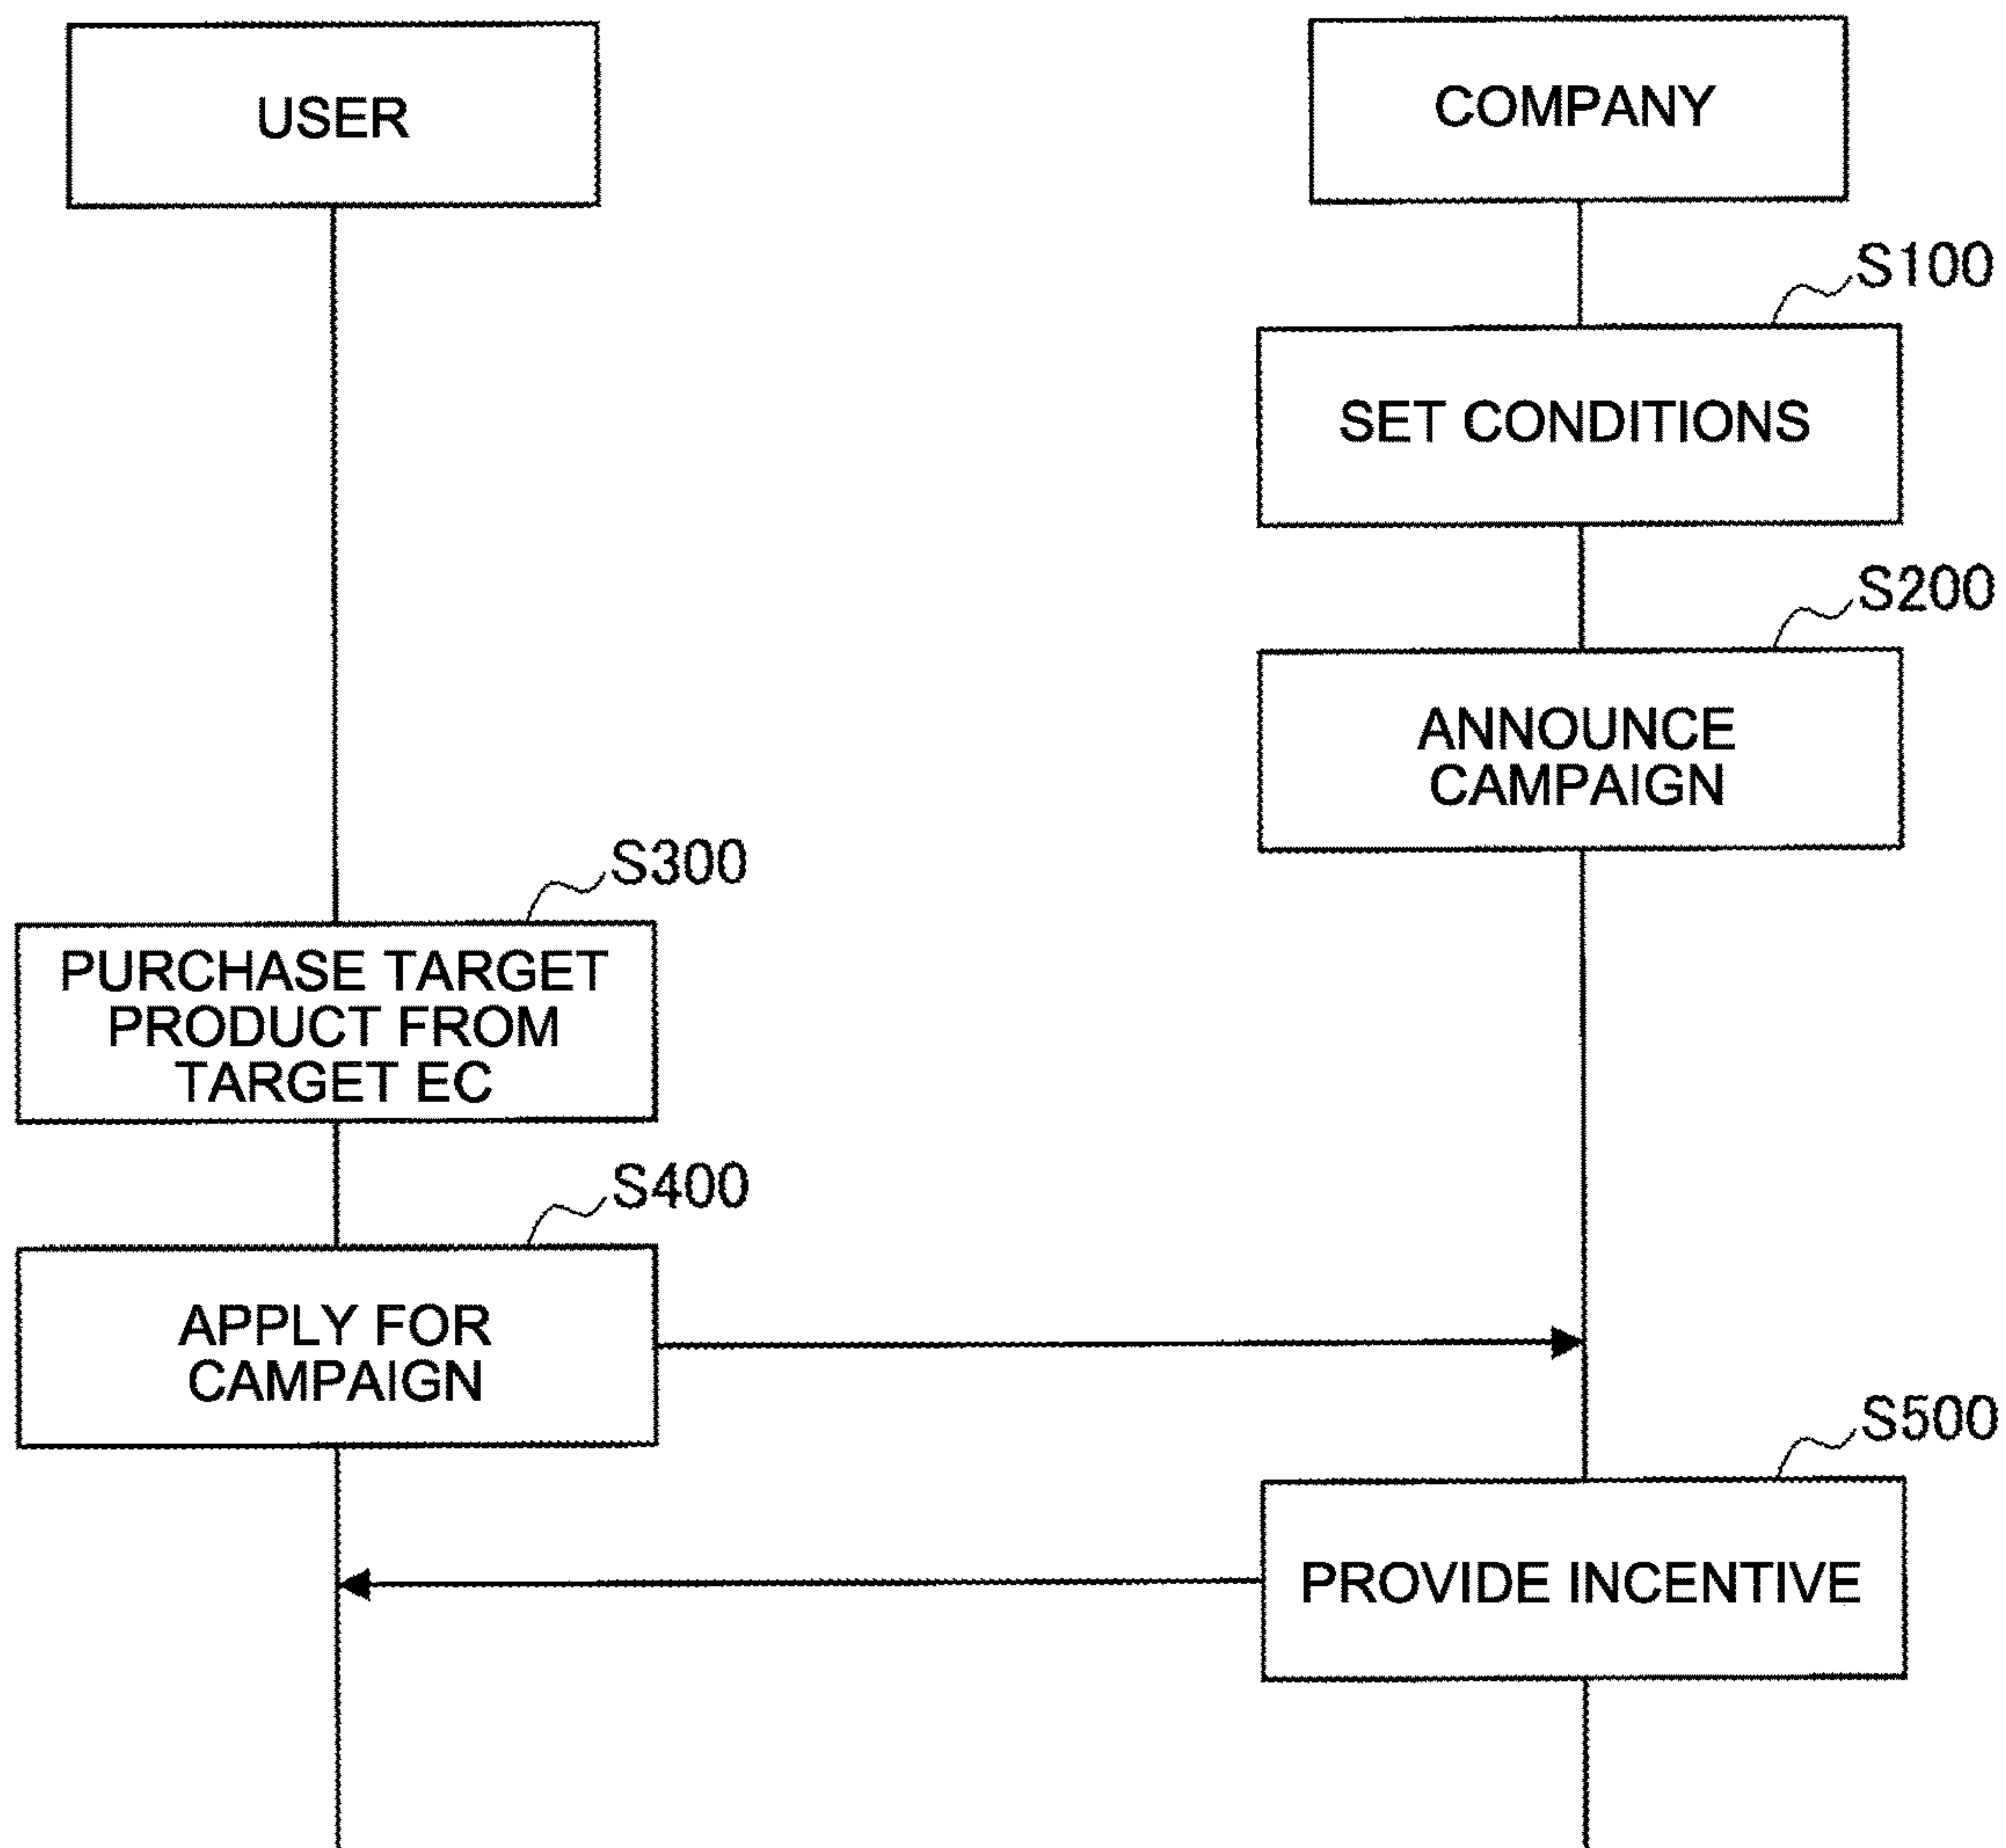 USER
COMPANY
S100
SET CONDITIONS
S200
ANNOUNCE
CAMPAIGN
S300
PURCHASE TARGET
PRODUCT FROM
TARGET EC
S400
APPLY FOR
CAMPAIGN
S500
PROVIDE INCENTIVE